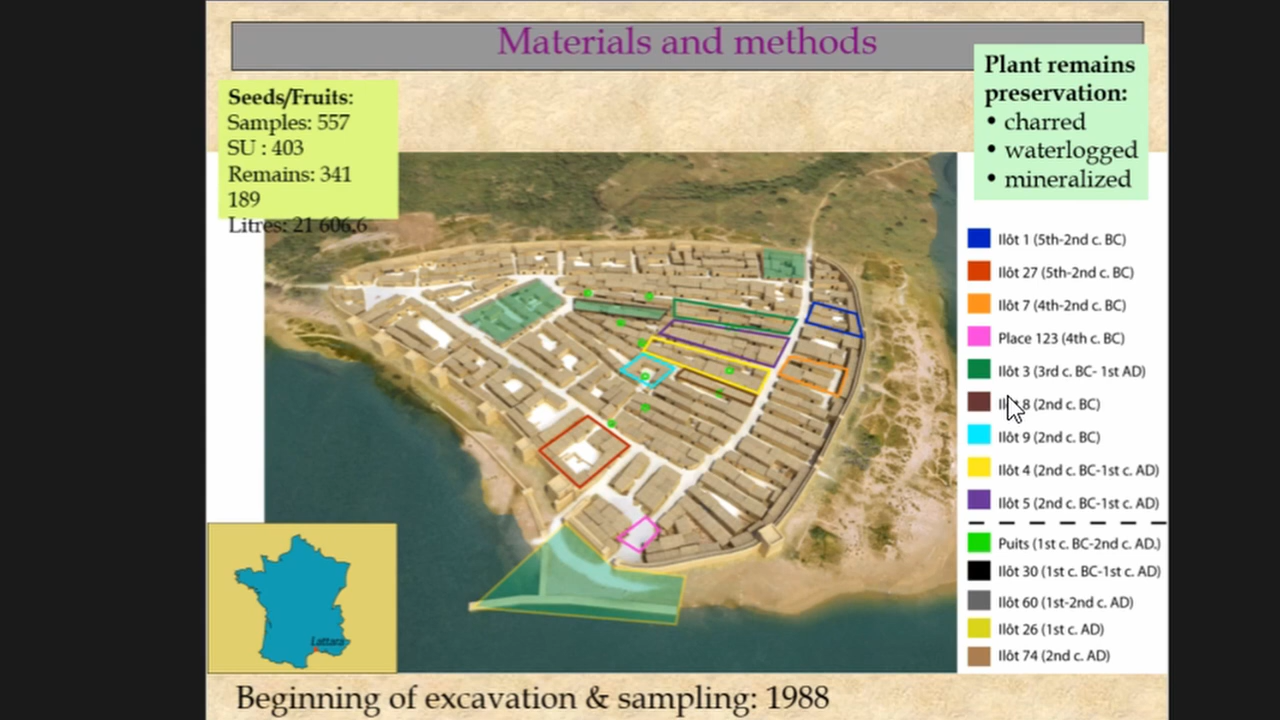 Materials and methods
Seeds/Fruits:
Samples: 557
SU : 403
Remains: 341
189
Litres: 21 606,6
Plant remains
preservation:
• charred
• waterlogged
• mineralized
Ilôt 1 (5th-2nd c. BC)
Ilôt 27 (5th-2nd c. BC)
Ilôt 7 (4th-2nd c. BC)
Place 123 (4th c. BC)
Ilôt 3 (3rd c. BC- 1st AD)
8 (2nd c. BC)
Ilôt 9 (2nd c. BC)
Ilôt 4 (2nd c. BC-1st c. AD)
Ilôt 5 (2nd c. BC-1st c. AD)
Puits (1st c. BC-2nd c. AD.)
Ilôt 30 (1st c. BC-1st c. AD)
Ilôt 60 (1st-2nd c. AD)
Ilôt 26 (1st c. AD)
Ilôt 74 (2nd c. AD)
Lattara
Beginning of excavation & sampling: 1988